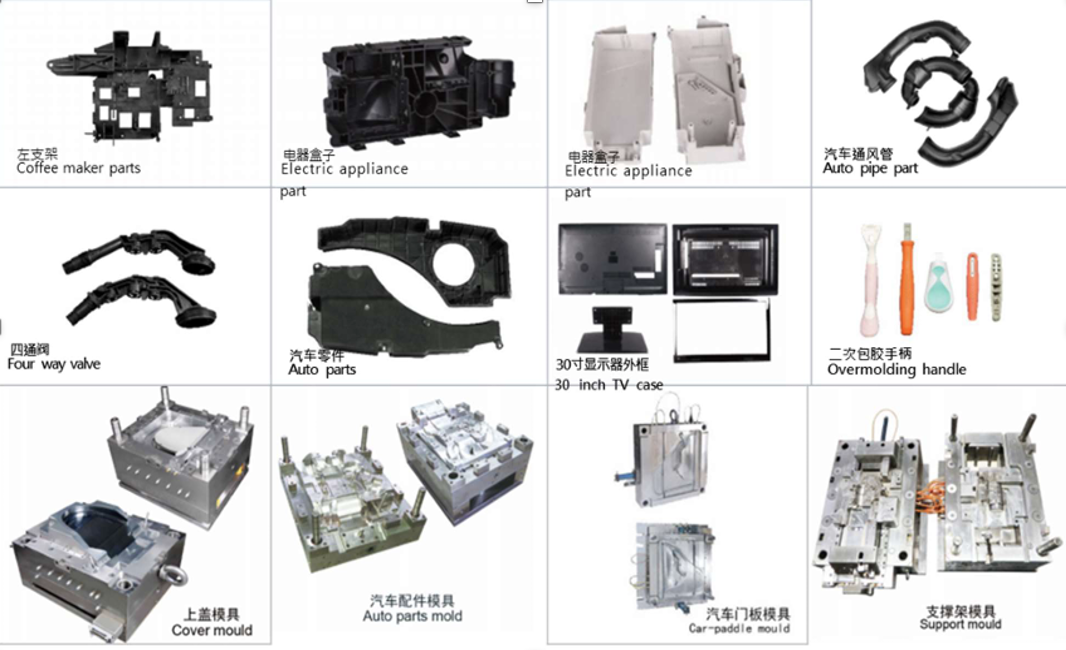 左支架
Coffee maker parts
电器盒子
Electric appliance
part
电器盒子
Electric appliance
part
汽车通风管
Auto pipe part
四通阀
Four way valve
汽车零件
Auto parts
30寸显示器外框
30 inch TV case
二次包胶手柄
Overmolding handle
上盖模具
Cover mould
汽车配件模具
Auto parts mold
汽车门板模具
Car-paddle mould
支撑架模具
Support mould